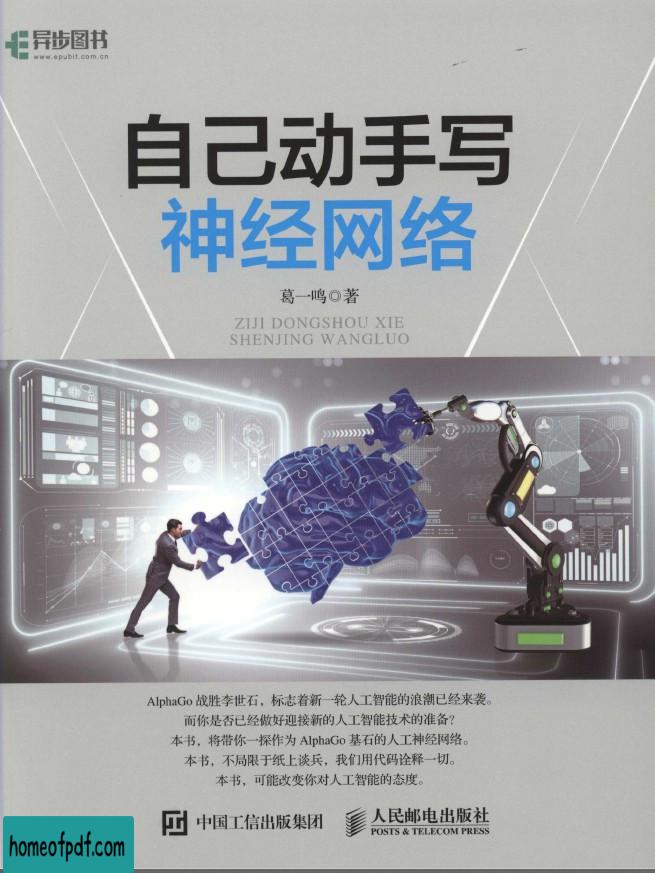 异步图书
www.epubit.com.cn
自己动手写
神经网络
葛一鸣◎著
ZIJI DONGSHOU XIE
SHENJING WANGLUO
AlphaGo 战胜李世石，标志着新一轮人工智能的浪潮已经来袭。
而你是否已经做好迎接新的人工智能技术的准备？
本书，将带你一探作为 AlphaGo 基石的人工神经网络。
本书，不局限于纸上谈兵，我们用代码诠释一切。
本书，可能改变你对人工智能的态度。
中国工信出版集团
人民邮电出版社
POSTS & TELECOM PRESS
homeofpdf.com